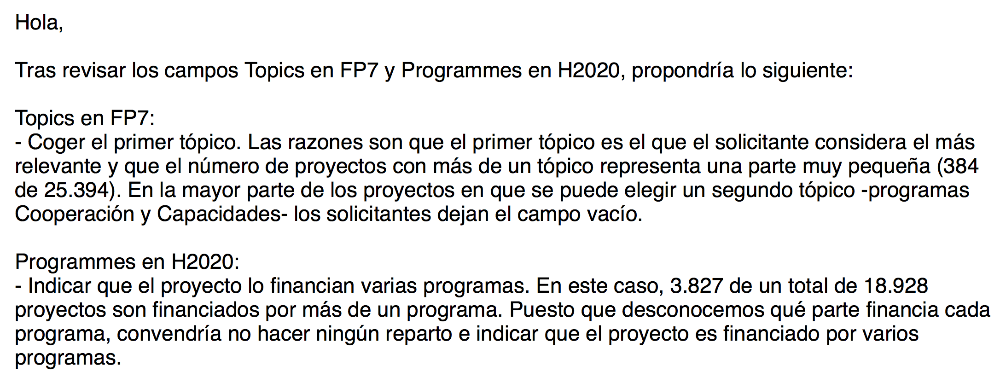 Hola,
Tras revisar los campos Topics en FP7 y Programmes en H2020, propondría lo siguiente:
Topics en FP7:
- Coger el primer tópico. Las razones son que el primer tópico es el que el solicitante considera el más
relevante y que el número de proyectos con más de un tópico representa una parte muy pequeña (384
de 25.394). En la mayor parte de los proyectos en que se puede elegir un segundo tópico -programas
Cooperación y Capacidades- los solicitantes dejan el campo vacío.
Programmes en H2020:
- Indicar que el proyecto lo financian varias programas. En este caso, 3.827 de un total de 18.928
proyectos son financiados por más de un programa. Puesto que desconocemos qué parte financia cada
programa, convendría no hacer ningún reparto e indicar que el proyecto es financiado por varios
programas.